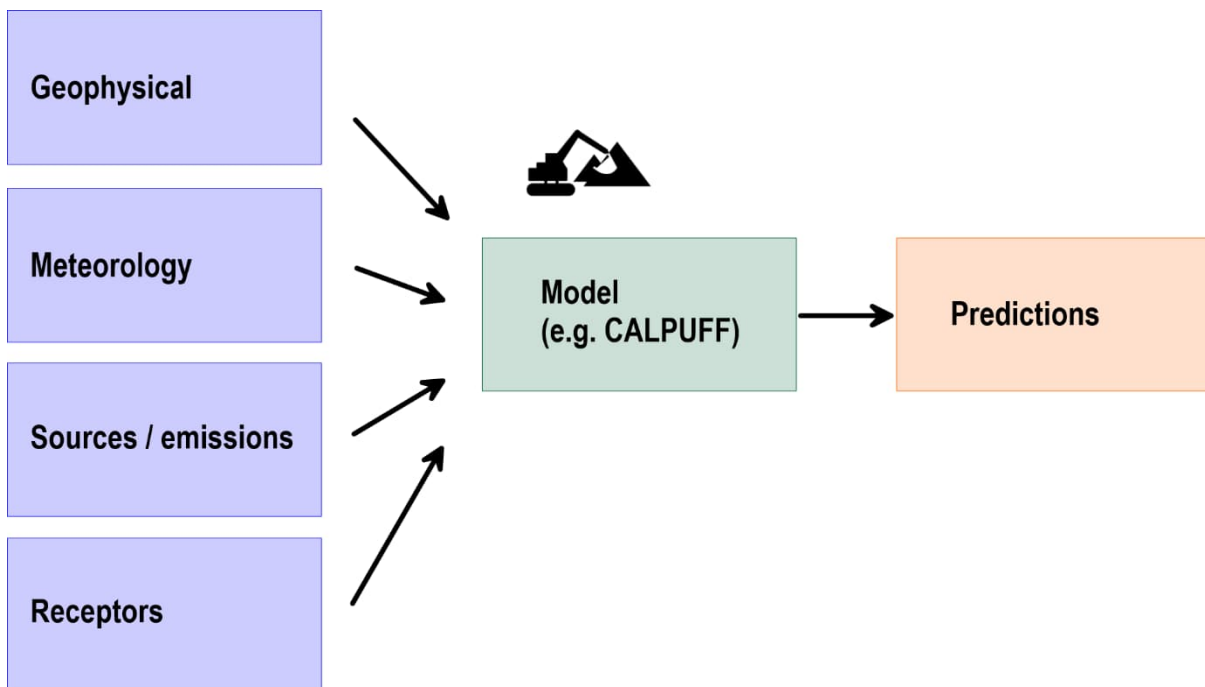 Geophysical
Meteorology
Sources / emissions
Receptors
Model
(e.g. CALPUFF)
Predictions